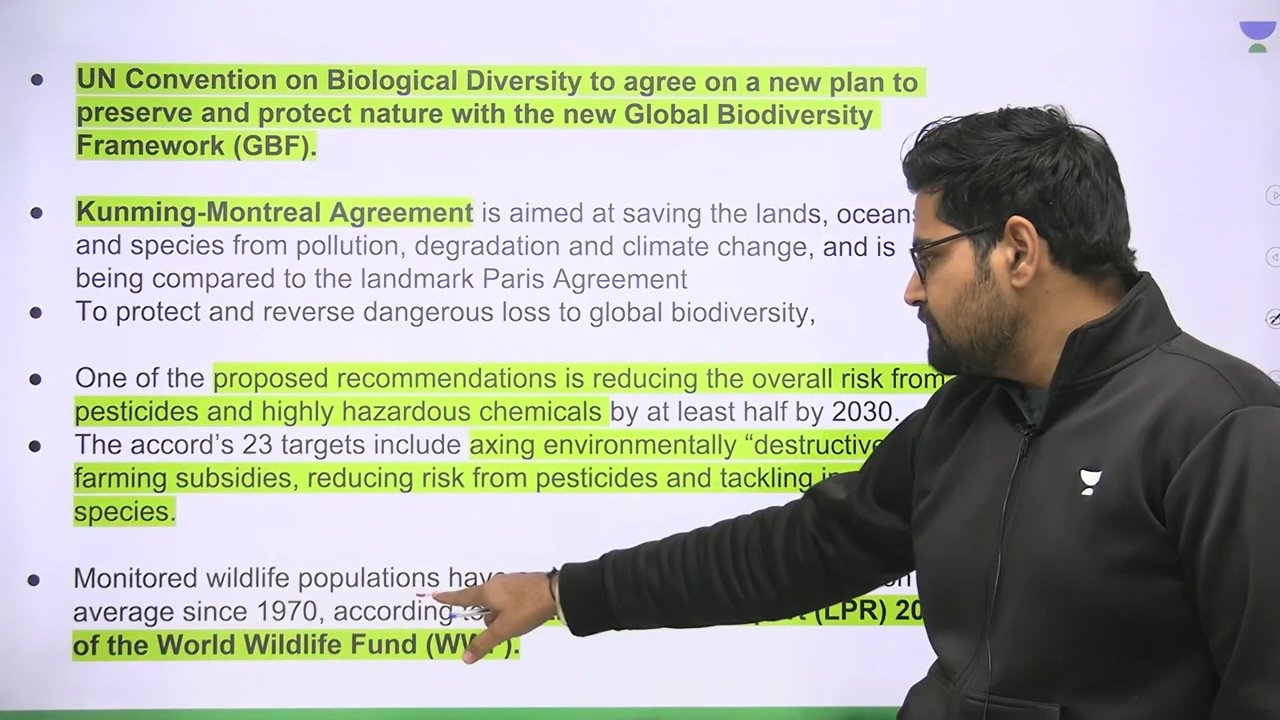 UN Convention on Biological Diversity to agree on a new plan to
preserve and protect nature with the new Global Biodiversity
Framework (GBF).
Kunming-Montreal Agreement is aimed at saving the lands, oceans
and species from pollution, degradation and climate change, and is
being compared to the landmark Paris Agreement
To protect and reverse dangerous loss to global biodiversity,
One of the proposed recommendations is reducing the overall risk from
pesticides and highly hazardous chemicals by at least half by 2030.
The accord’s 23 targets include axing environmentally “destructive
farming subsidies, reducing risk from pesticides and tackling
species.
Monitored wildlife populations have
average since 1970, according (LPR)
of the World Wildlife Fund